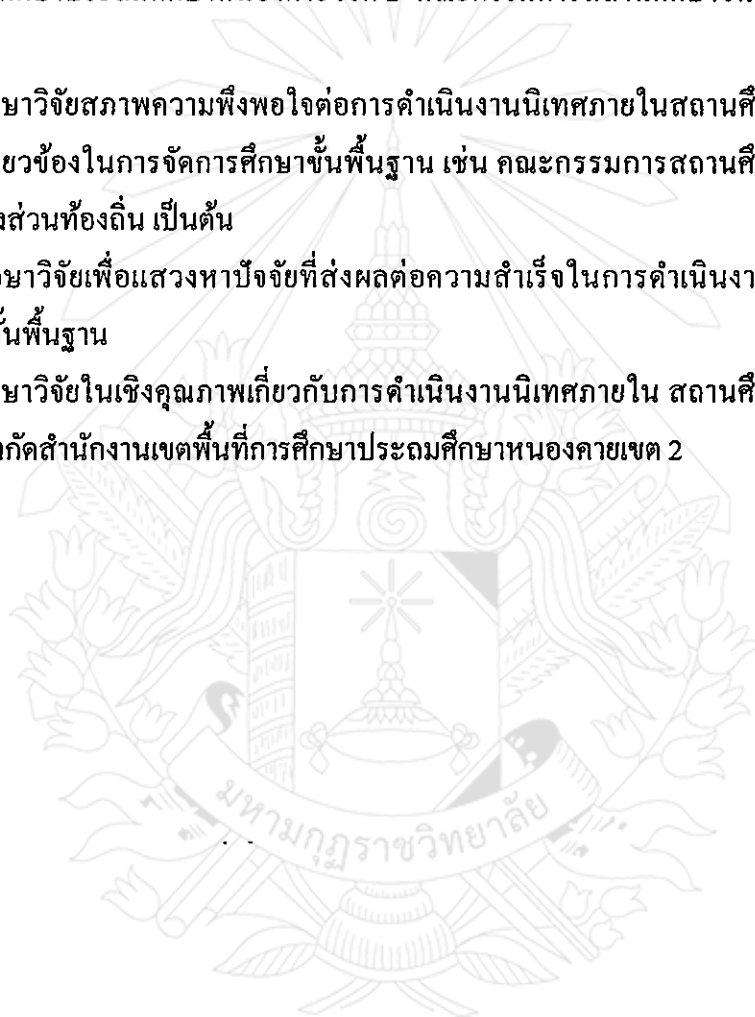 ษาวิจัยสภาพความพึงพอใจต่อการดำเนินงานนิเทศภายในสถานศึ
ยวข้องในการจัดการศึกษาขั้นพื้นฐาน เช่น คณะกรรมการสถานศึ
งส่วนท้องถิ่น เป็นต้น
ษาวิจัยเพื่อแสวงหาปัจจัยที่ส่งผลต่อความสำเร็จในการดำเนินงา
ั้นพื้นฐาน
ษาวิจัยในเชิงคุณภาพเกี่ยวกับการดำเนินงานนิเทศภายใน สถานศึ
กัดสำนักงานเขตพื้นที่การศึกษาประถมศึกษาหนองคายเขต 2
มหามกุฏราชวิทยาลัย